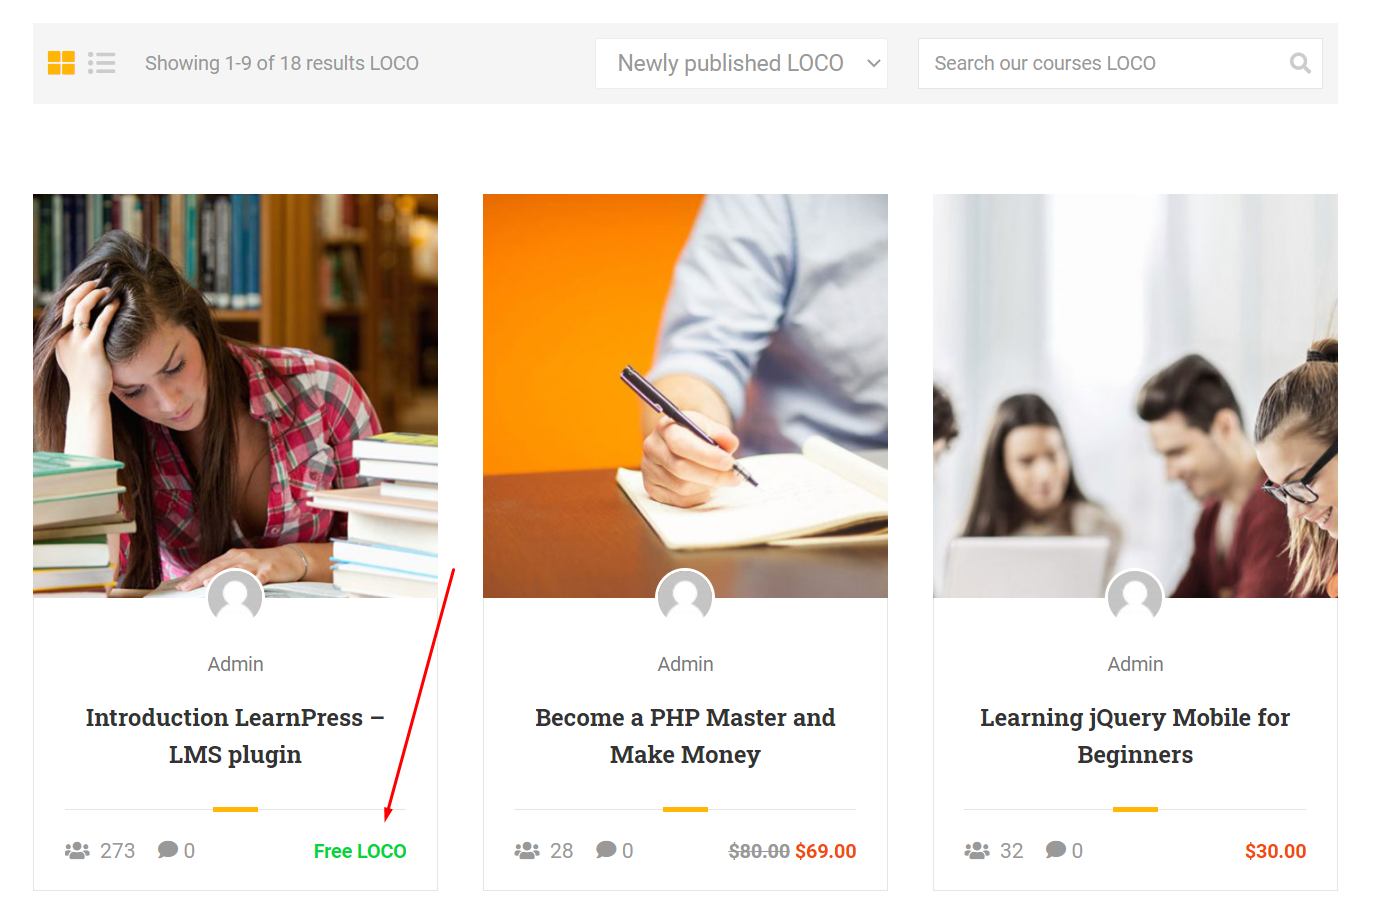 Showing 1-9 of 18 results LOCO
Newly published LOCO
Search our courses LOCO
Admin
Introduction LearnPress –
LMS plugin
273
0
Free LOCO
Admin
Become a PHP Master and
Make Money
28
0
$80.00 $69.00
Admin
Learning jQuery Mobile for
Beginners
32
0
$30.00